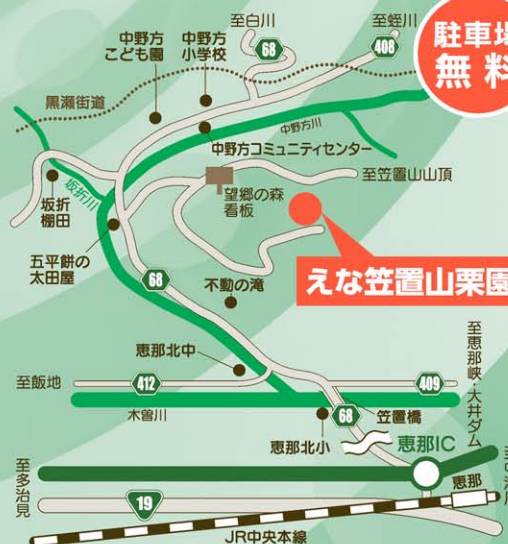 至白川
至蛭川
68
408
駐車場
無料
中野方
こども園
中野方
小学校
黒瀬街道
中野方川
中野方コミュニティセンター
至笠置山山頂
望郷の森
看板
坂折
棚田
坂折川
五平餅の
太田屋
68
不動の滝
えな笠置山栗園
恵那北中
至飯地
412
409
木曽川
68
笠置橋
恵那北小
至恵那峡・大井ダム
恵那IC
至多治見
19
恵那
JR中央本線